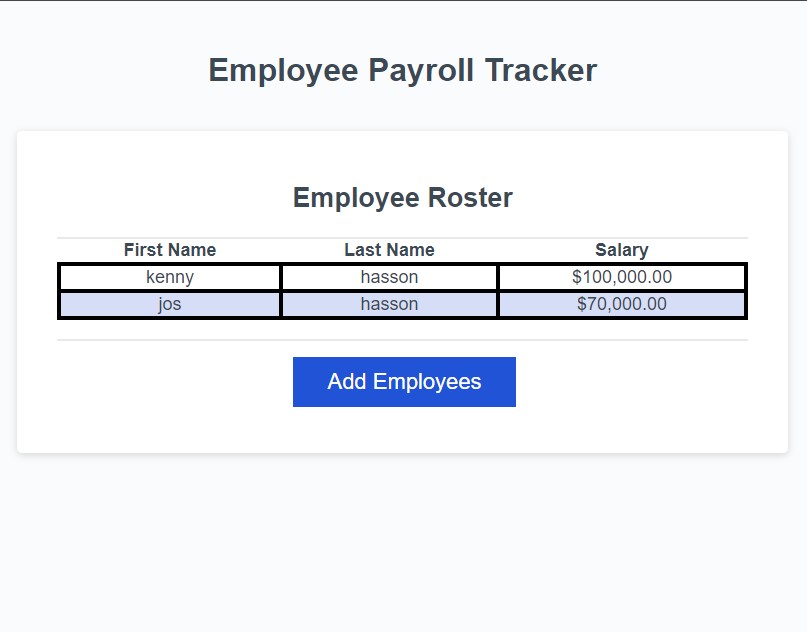 Employee Payroll Tracker
Employee Roster
First Name Last Name Salary
kenny hasson $100,000.00
jos hasson $70,000.00
Add Employees